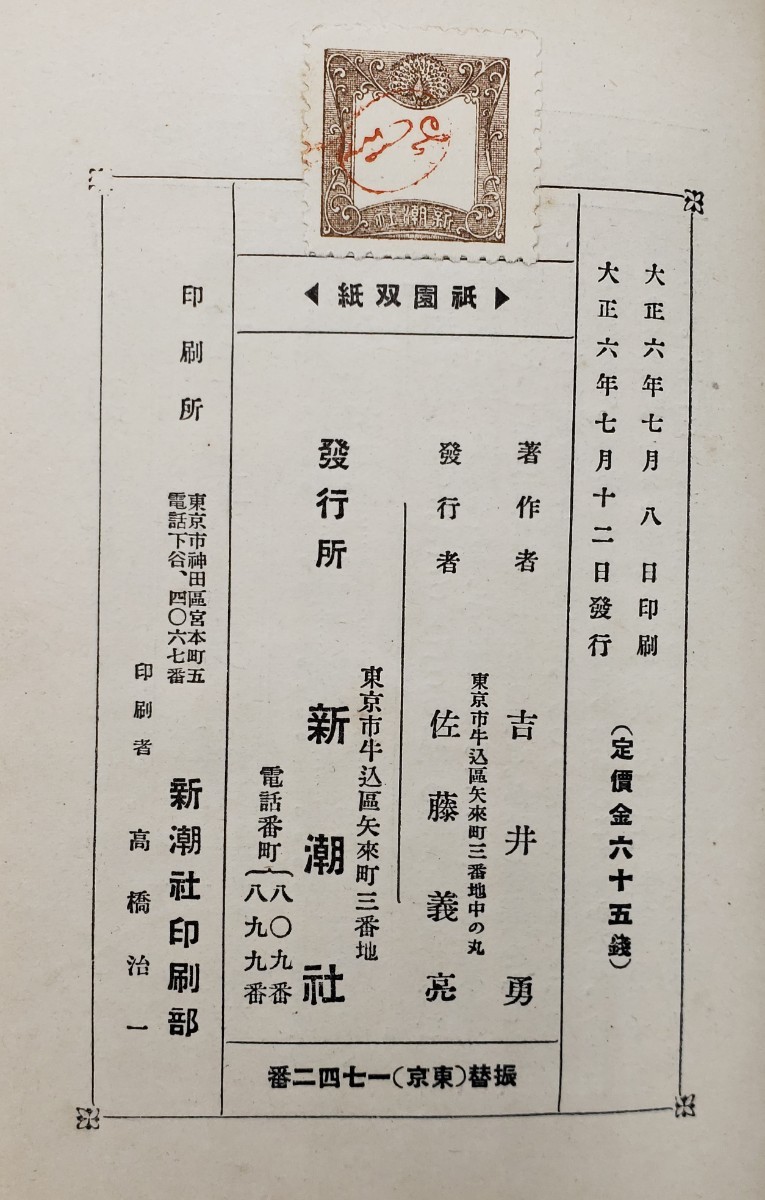 新潮社
大正六年七月八日印刷
大正六年七月十二日發行
（定價金六十五錢）
祇園双紙
著作者 吉井勇
東京市牛込區矢來町三番地中の丸
發行者 佐藤義亮
東京市牛込區矢來町三番地
發行所 新潮社
電話番町 八〇九番
八九九番
振替（東京）一七四二番
印刷所
東京市神田區宮本町五
電話下谷、四〇六七番
新潮社印刷部
印刷者 高橋治一